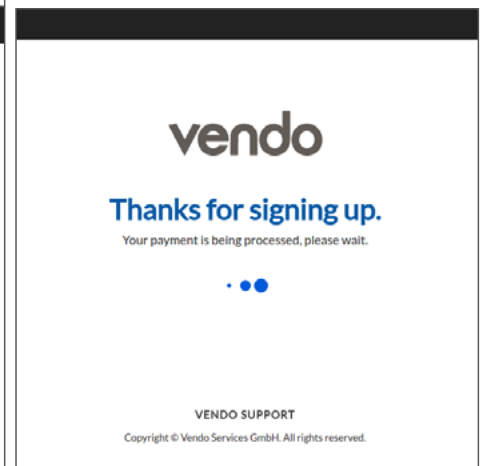 vendo
Thanks for signing up.
Your payment is being processed, please wait.
VENDO SUPPORT
Copyright © Vendo Services GmbH. All rights reserved.